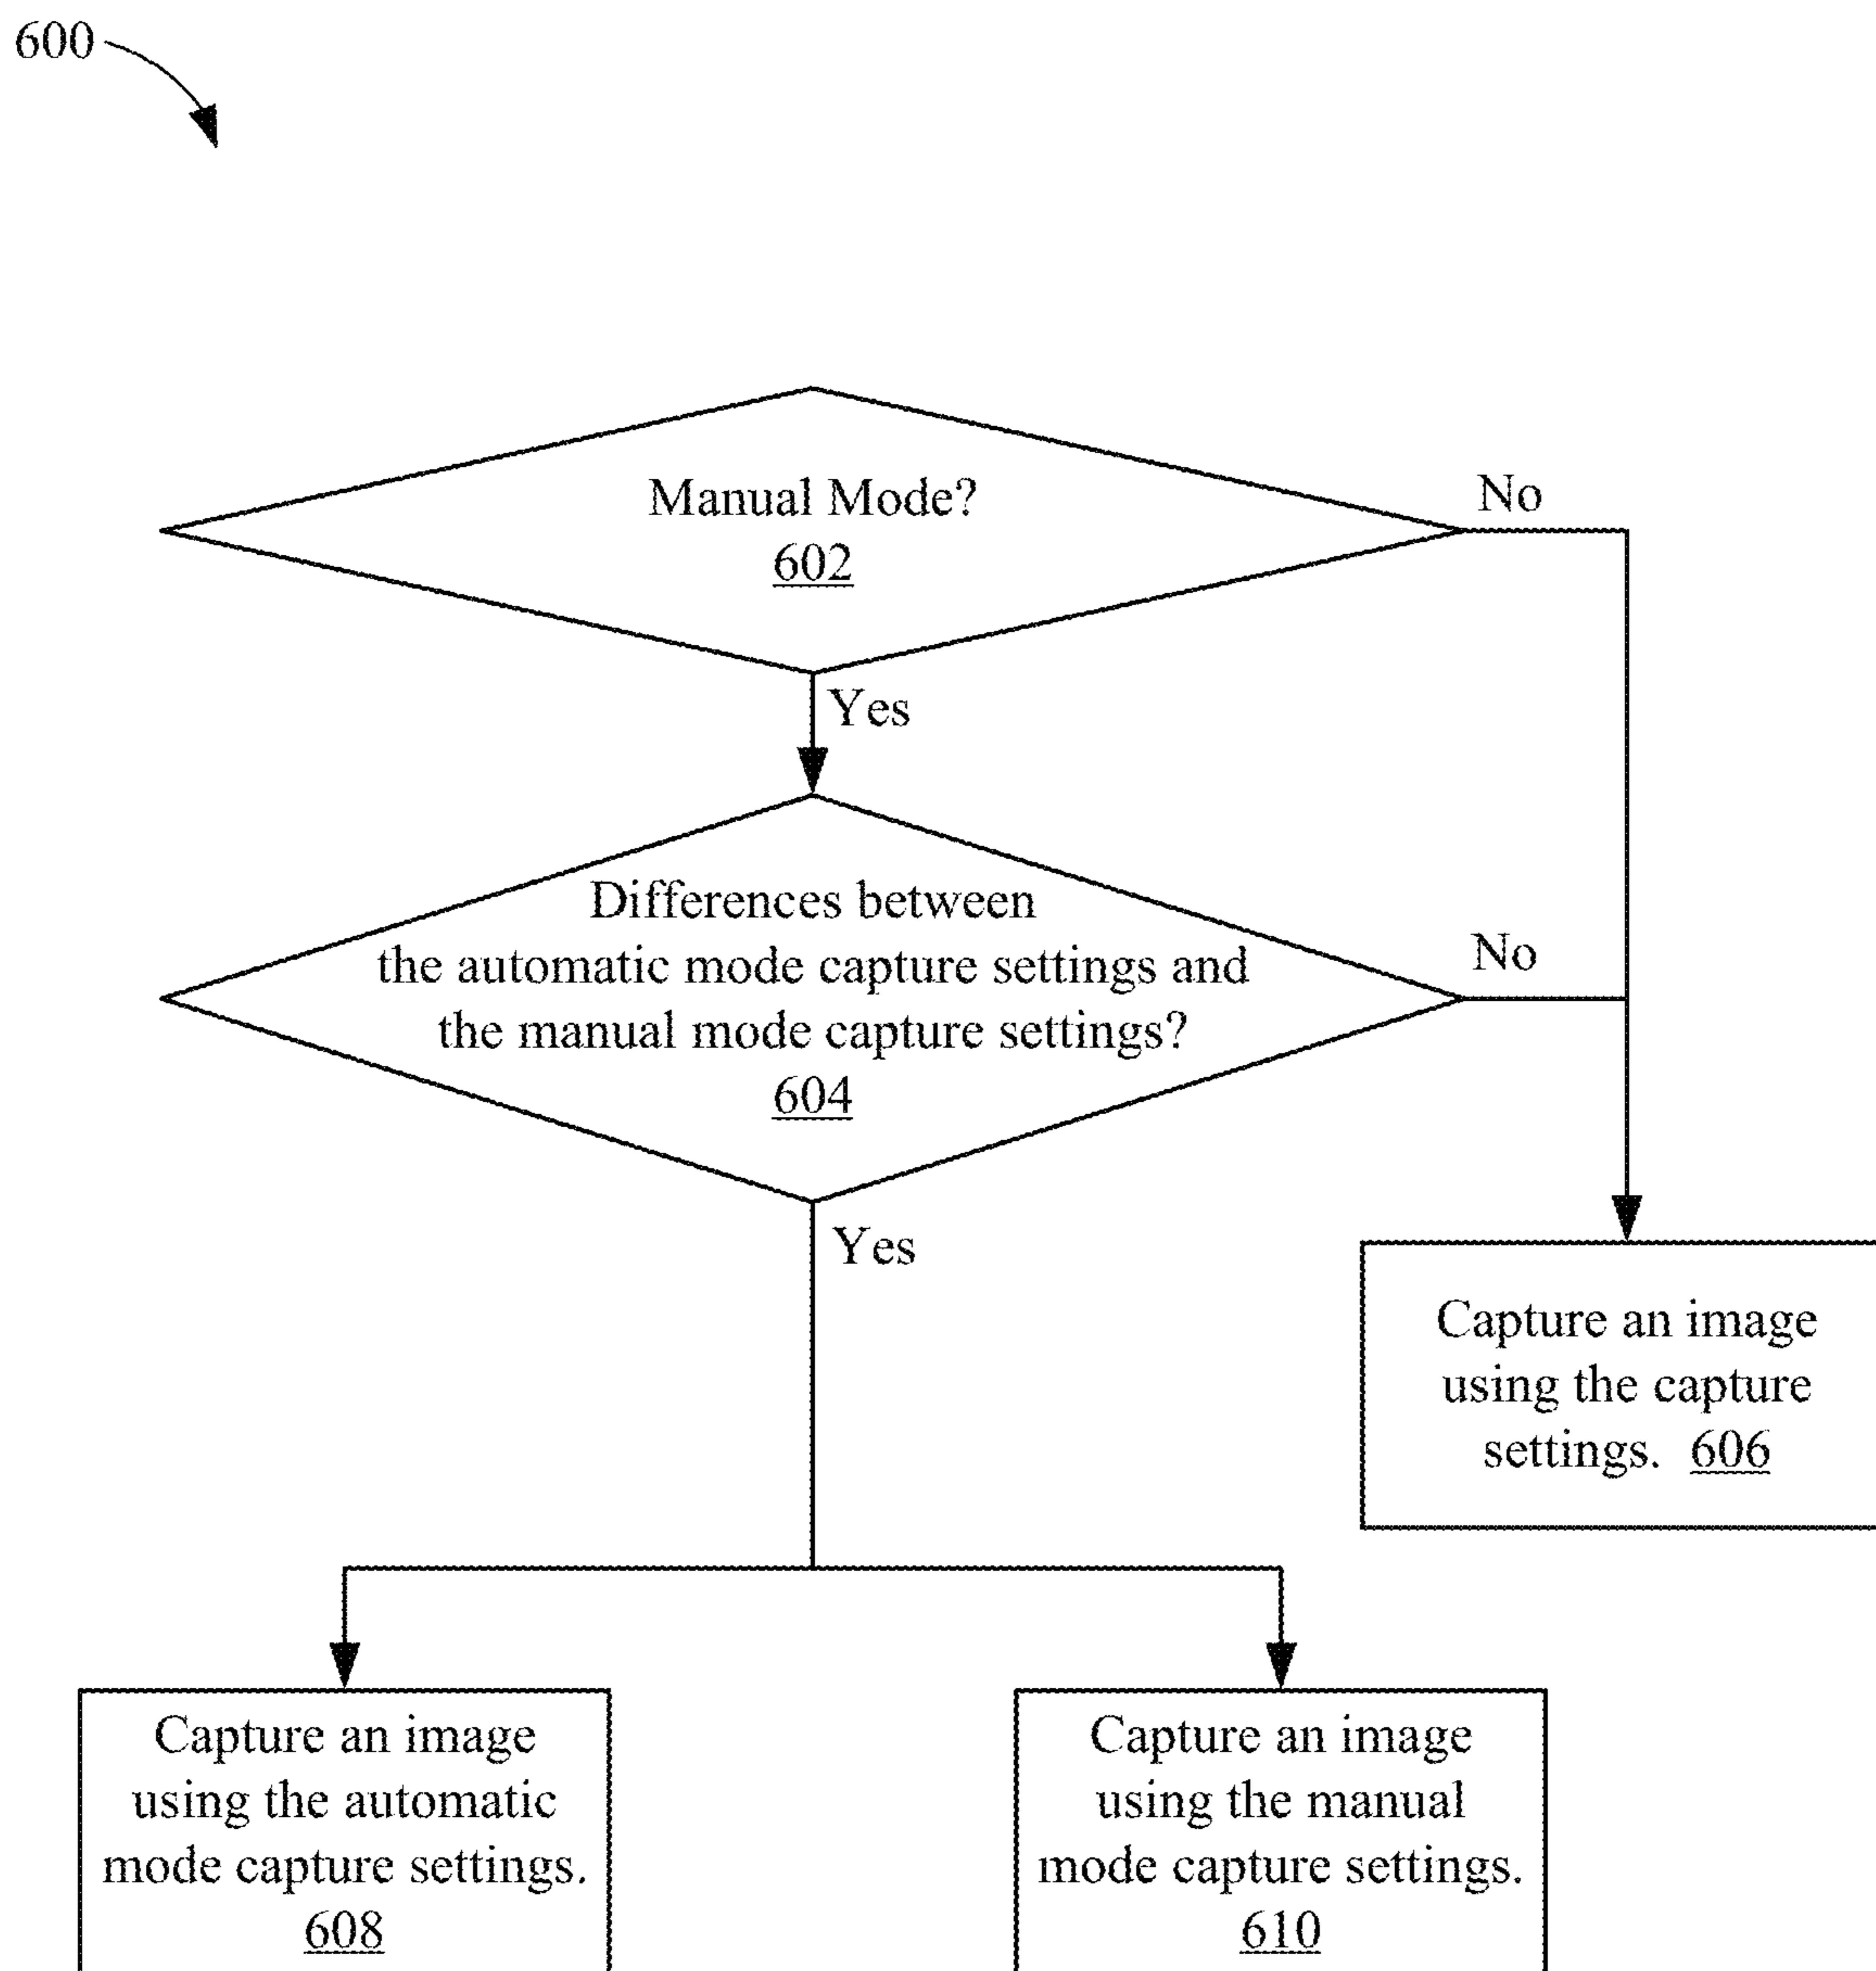 600
Manual Mode?
602
No
Yes
Differences between
the automatic mode capture settings and
the manual mode capture settings?
604
No
Yes
Capture an image
using the capture
settings. 606
Capture an image
using the automatic
mode capture settings.
608
Capture an image
using the manual
mode capture settings.
610